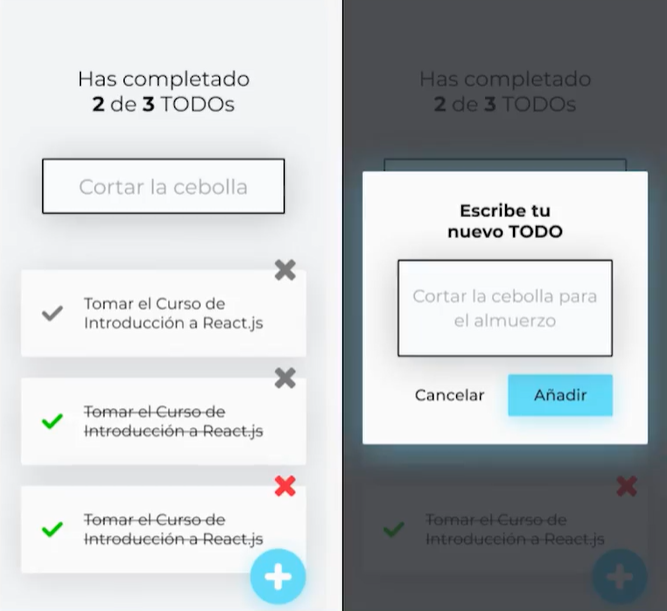 Has completado
2 de 3 TODOs
Cortar la cebolla
Tomar el Curso de
Introducción a React.js
Tomar el Curso de
Introducción a React.js
Tomar el Curso de
Introducción a React.js
Has completado
2 de 3 TODOs
Escribe tu
nuevo TODO
Cortar la cebolla para
el almuerzo
Cancelar
Añadir
Tomar el Curso de
Introducción a React.js